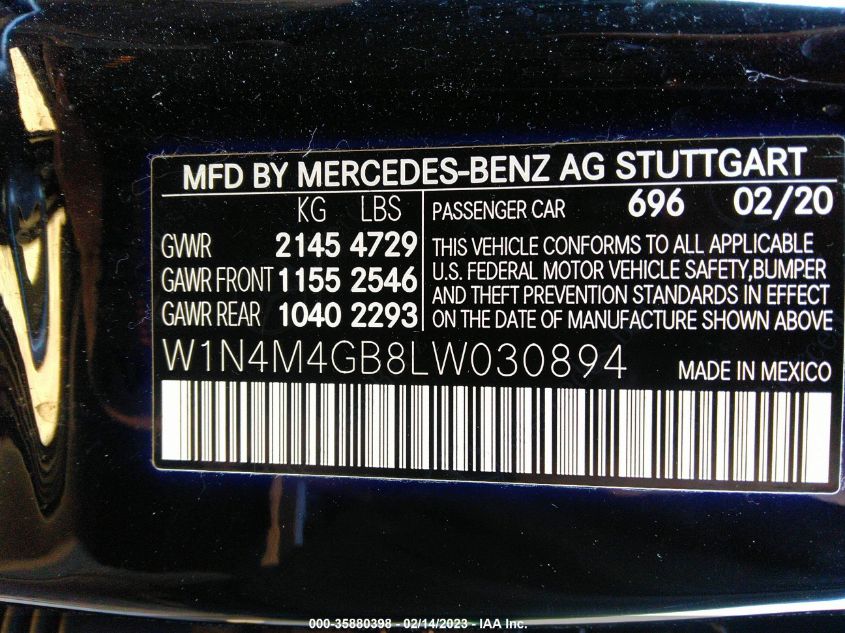 MFD BY MERCEDES-BENZ AG STUTTGART
KG LBS
GVWR 2145 4729
GAWR FRONT 1155 2546
GAWR REAR 1040 2293
PASSENGER CAR 696 02/20
THIS VEHICLE CONFORMS TO ALL APPLICABLE
U.S. FEDERAL MOTOR VEHICLE SAFETY,BUMPER
AND THEFT PREVENTION STANDARDS IN EFFECT
ON THE DATE OF MANUFACTURE SHOWN ABOVE
W1N4M4GB8LW030894 MADE IN MEXICO
000-35880398 - 02/14/2023 - IAA Inc.